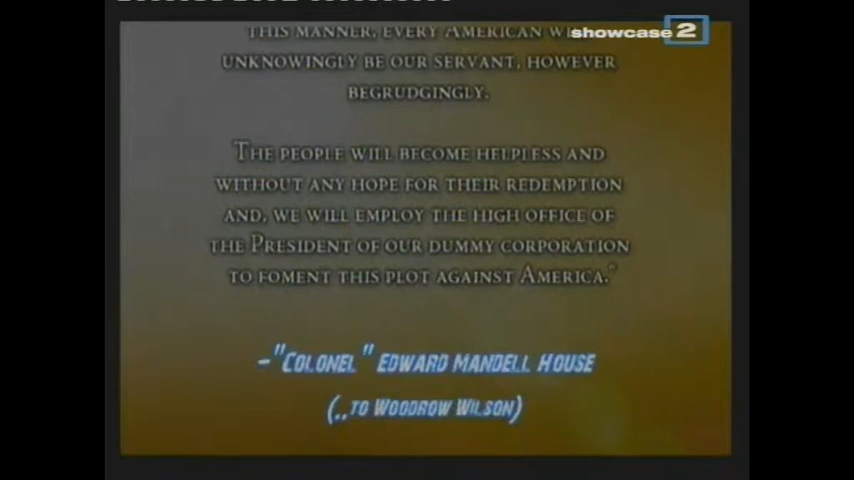 showcase 2
THIS MANNER, EVERY AMERICAN
UNKNOWINGLY BE OUR SERVANT, HOWEVER
BEGRUDGINGLY.
THE PEOPLE WILL BECOME HELPLESS AND
WITHOUT ANY HOPE FOR THEIR REDEMPTION
AND, WE WILL EMPLOY THE HIGH OFFICE OF
THE PRESIDENT OF OUR DUMMY CORPORATION
TO FOMENT THIS PLOT AGAINST AMERICA."
-"COLONEL" EDWARD MANDELL HOUSE
(..TO WOODROW WILSON)